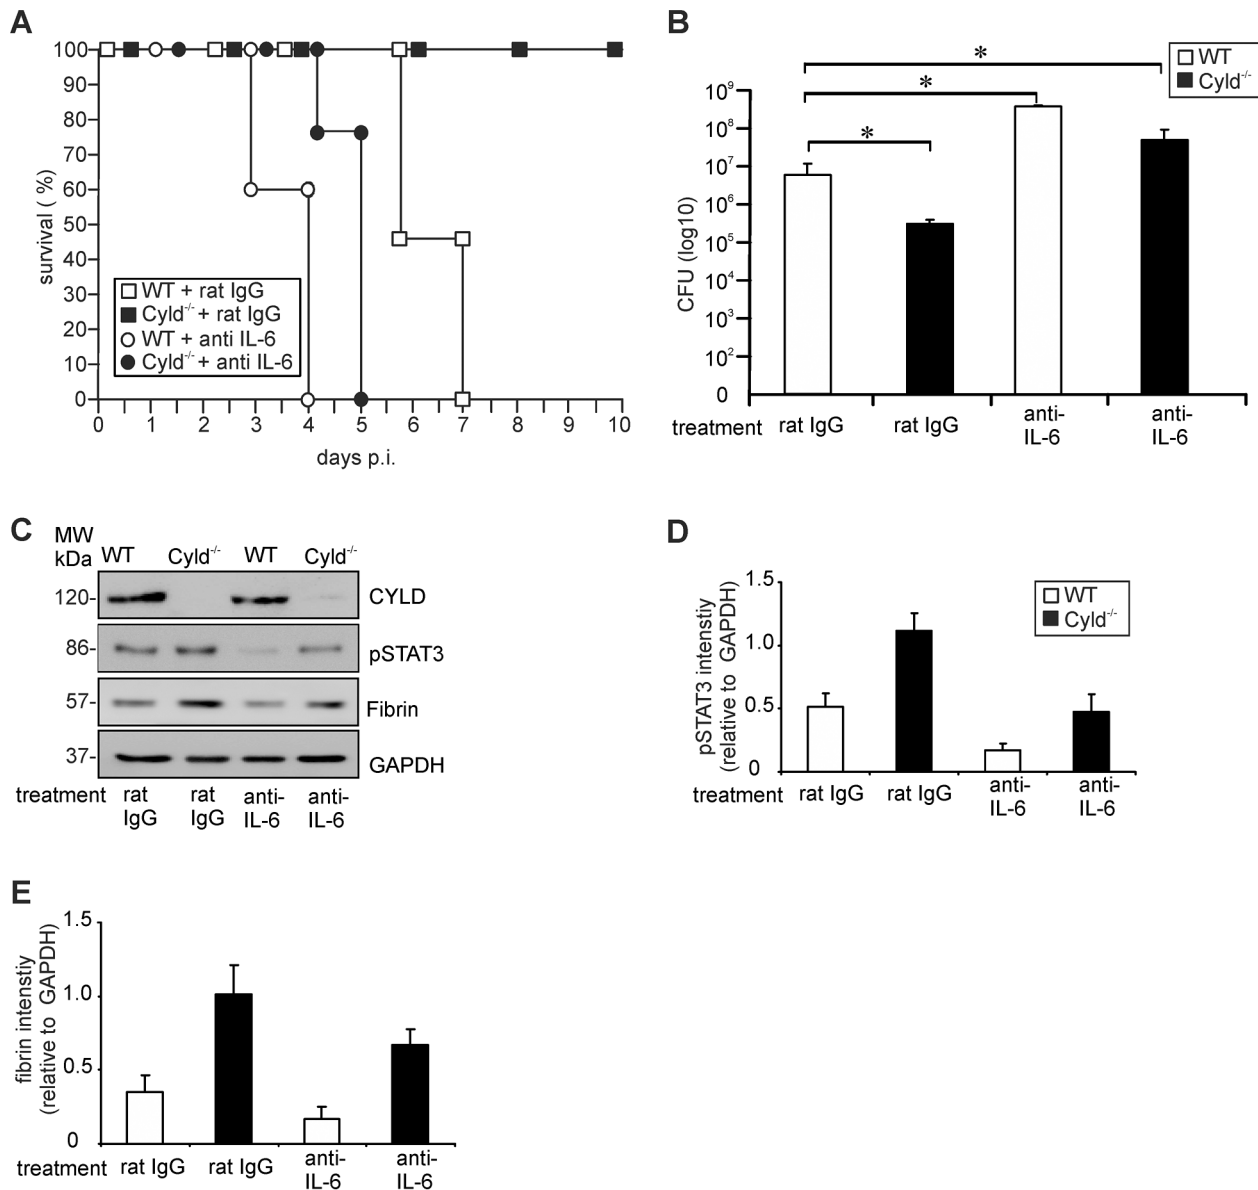 A
survival ( %)
100
90
80
70
60
50
40
30
20
10
0
WT + rat IgG
Cyld-/- + rat IgG
WT + anti IL-6
Cyld-/- + anti IL-6
0 1 2 3 4 5 6 7 8 9 10
days p.i.
B
WT
Cyld-/-
* * *
CFU (log10)
10⁹
10⁸
10⁷
10⁶
10⁵
10⁴
10³
10²
0
treatment rat IgG rat IgG anti-IL-6 anti-IL-6
C
MW
kDa WT Cyld-/- WT Cyld-/-
120- CYLD
86- pSTAT3
57- Fibrin
37- GAPDH
treatment rat IgG rat IgG anti-IL-6 anti-IL-6
D
pSTAT3 intenstiy
(relative to GAPDH)
1.5
1.0
0.5
0
WT
Cyld-/-
treatment rat IgG rat IgG anti-IL-6 anti-IL-6
E
fibrin intenstiy
(relative to GAPDH)
1.5
1.0
0.5
0
treatment rat IgG rat IgG anti-IL-6 anti-IL-6